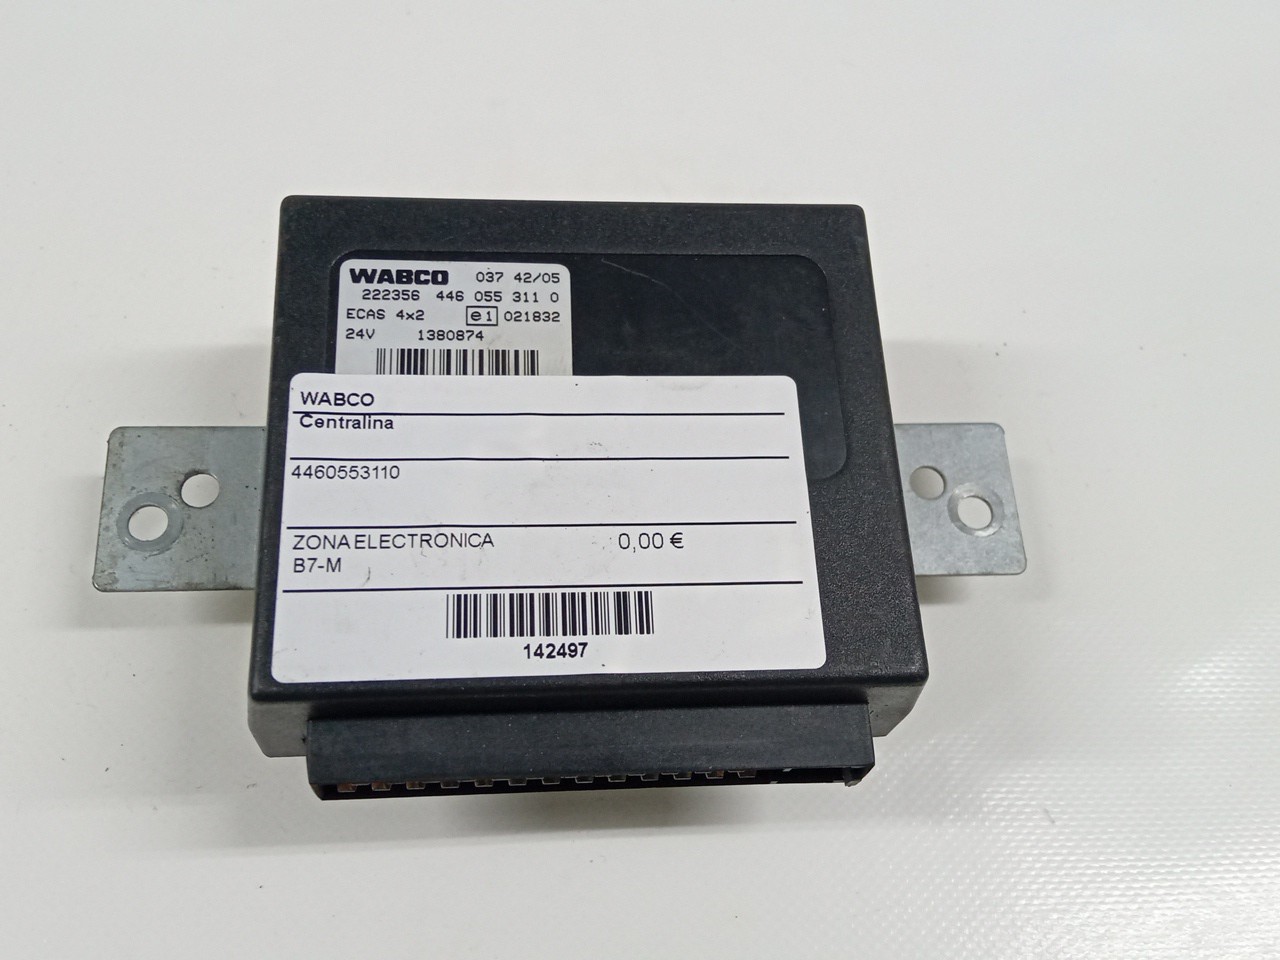 WABCO 037 42/05
222356 446 055 311 0
ECAS 4x2 e1 021832
24V 1380874
WABCO
Centralina
4460553110
ZONA ELECTRONICA 0,00 €
B7-M
142497